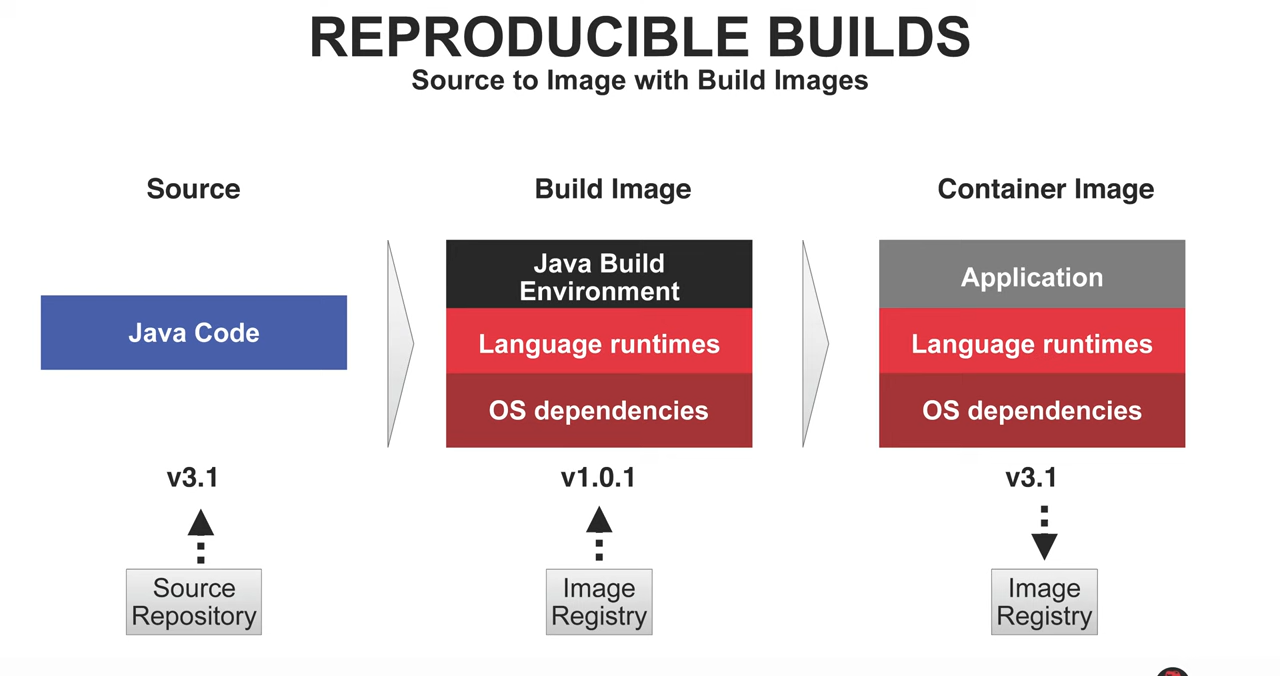 REPRODUCIBLE BUILDS
Source to Image with Build Images
Source
Build Image
Container Image
Java Code
Java Build
Environment
Language runtimes
OS dependencies
Application
Language runtimes
OS dependencies
v3.1
v1.0.1
v3.1
Source
Repository
Image
Registry
Image
Registry